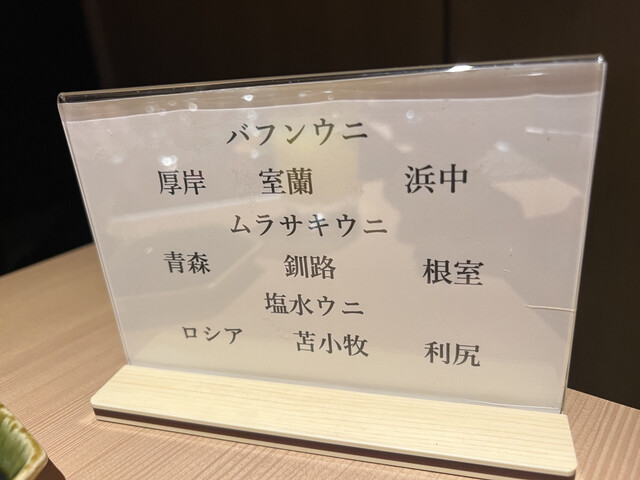 バフンウニ
厚岸 室蘭 浜中
ムラサキウニ
青森 釧路 根室
塩水ウニ
ロシア 苫小牧 利尻